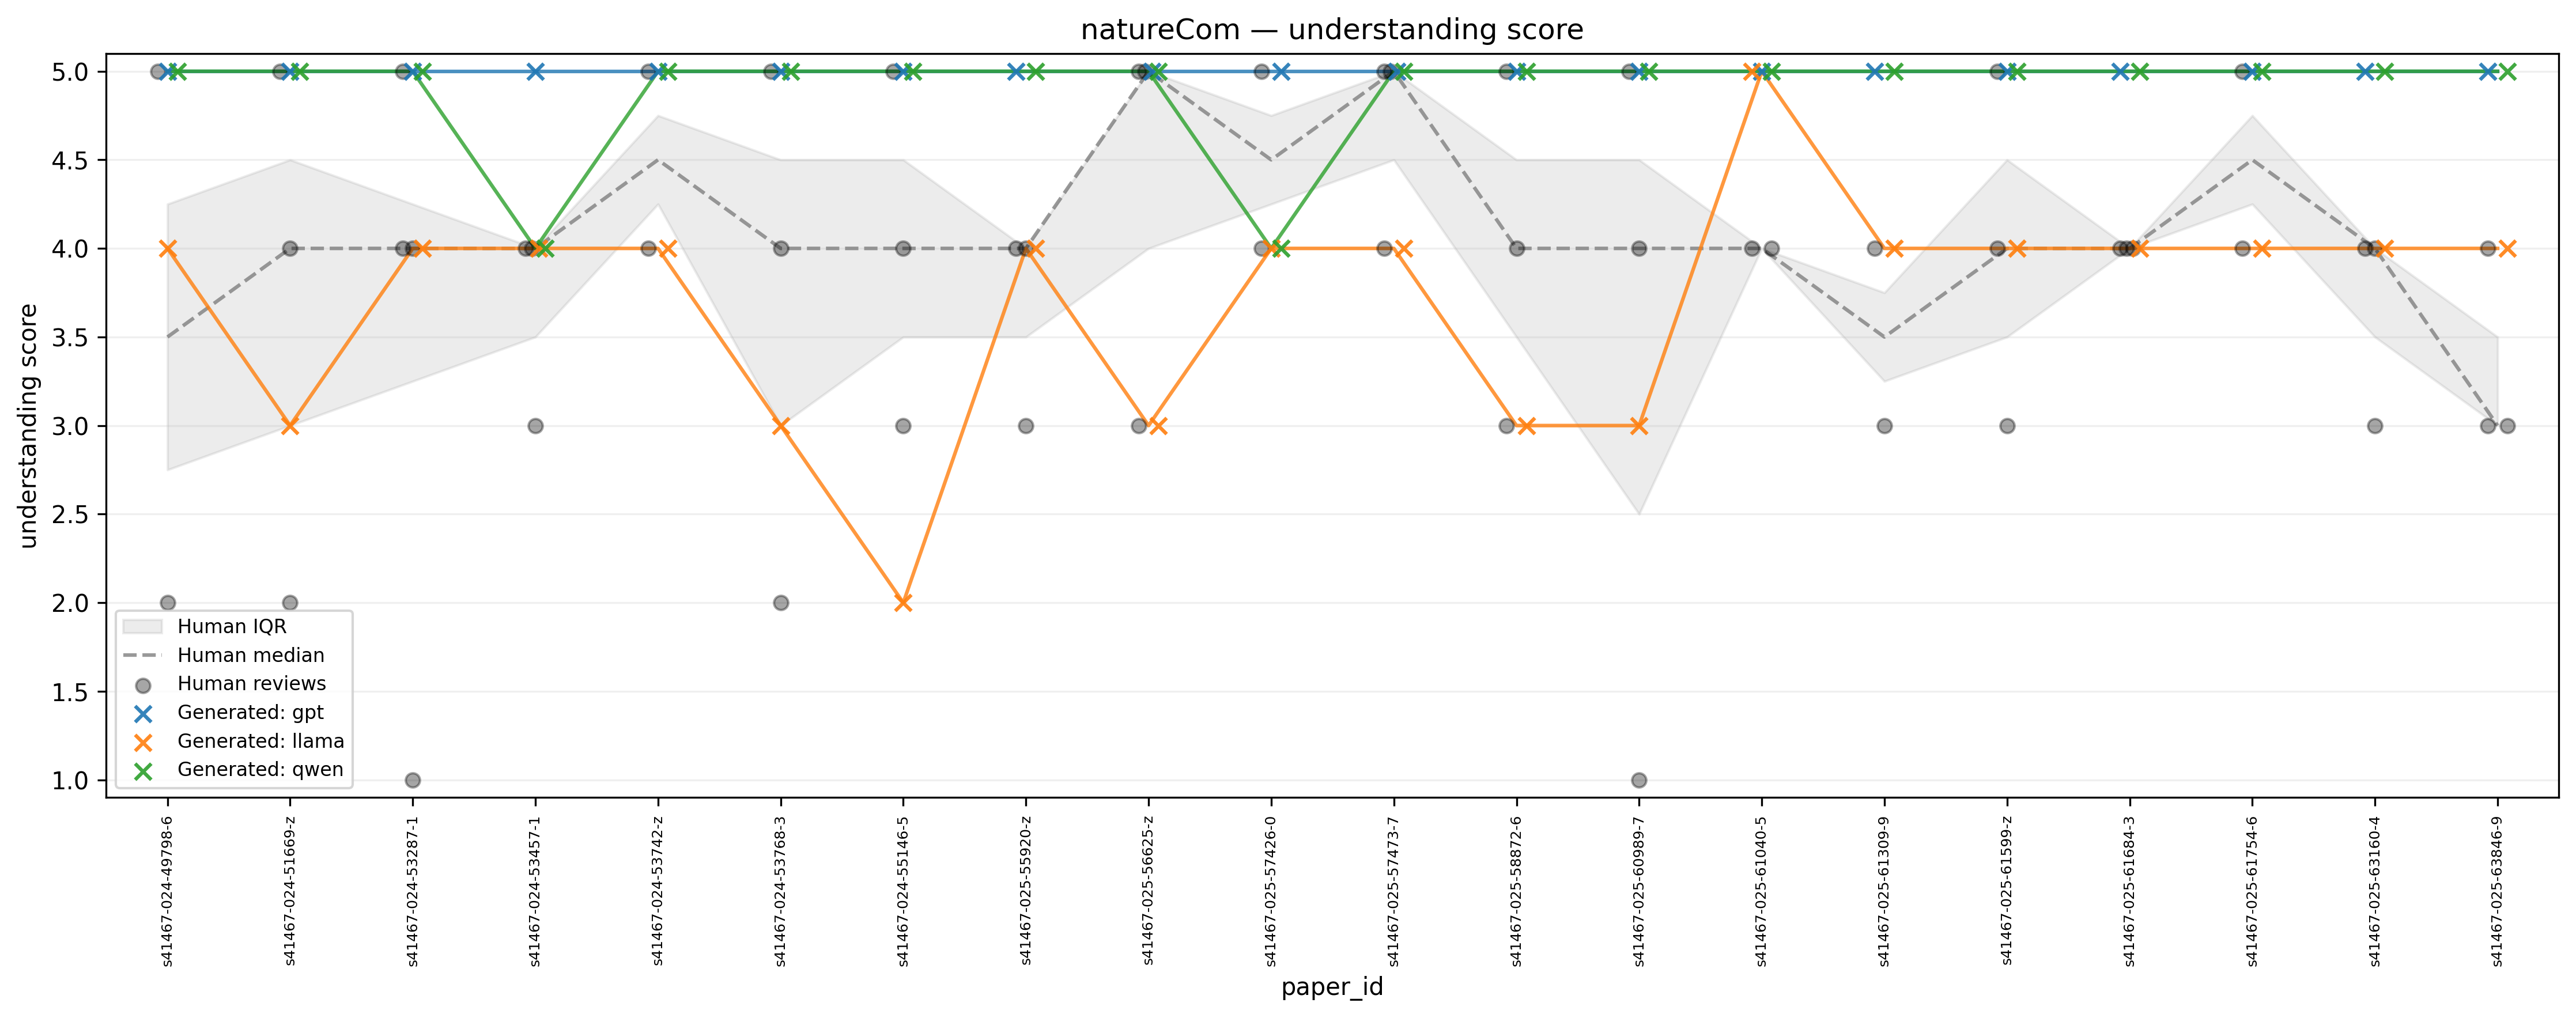 natureCom — understanding score
understanding score
5.0
4.5
4.0
3.5
3.0
2.5
2.0
1.5
1.0
Human IQR
Human median
Human reviews
Generated: gpt
Generated: llama
Generated: qwen
s41467-024-49798-6
s41467-024-51669-z
s41467-024-53287-1
s41467-024-53457-1
s41467-024-53742-z
s41467-024-53768-3
s41467-024-55146-5
s41467-025-55920-z
s41467-025-56625-z
s41467-025-57426-0
s41467-025-57473-7
s41467-025-58872-6
s41467-025-60989-7
s41467-025-61040-5
s41467-025-61309-9
s41467-025-61599-z
s41467-025-61684-3
s41467-025-61754-6
s41467-025-63160-4
s41467-025-63846-9
paper_id